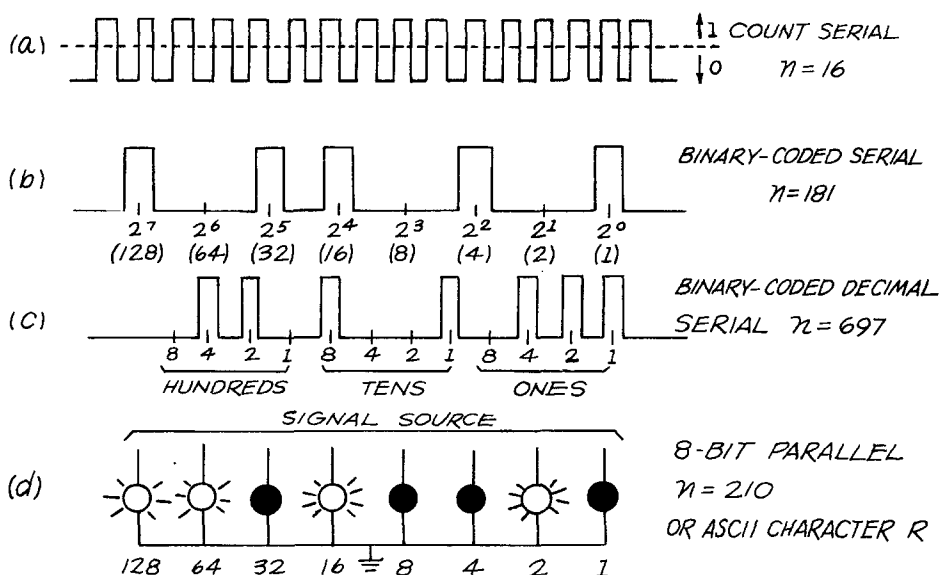 (a) 1 COUNT SERIAL
0 n = 16
(b) BINARY-CODED SERIAL
n = 181
2⁷ 2⁶ 2⁵ 2⁴ 2³ 2² 2¹ 2⁰
(128) (64) (32) (16) (8) (4) (2) (1)
(c) BINARY-CODED DECIMAL
SERIAL n = 697
8 4 2 1 8 4 2 1 8 4 2 1
HUNDREDS TENS ONES
SIGNAL SOURCE
(d) 8-BIT PARALLEL
n = 210
OR ASCII CHARACTER R
128 64 32 16 8 4 2 1